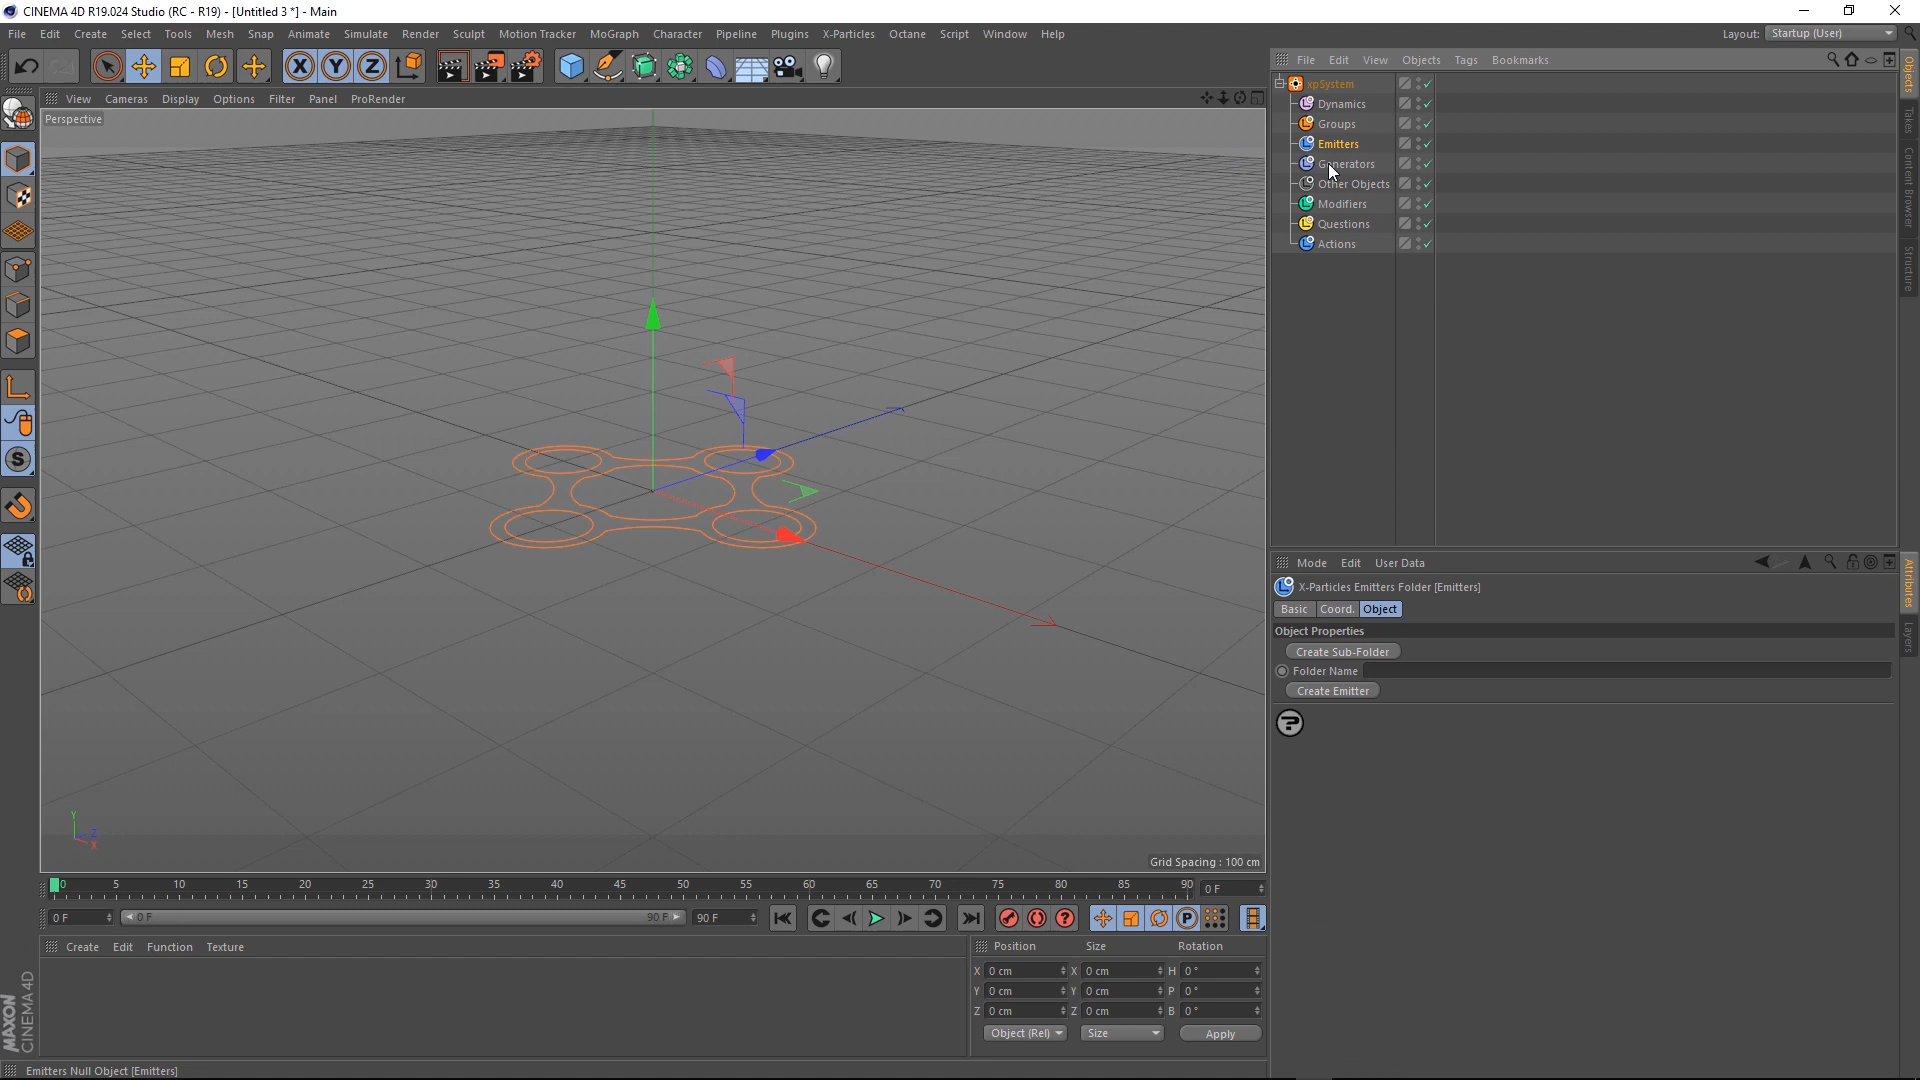 CINEMA 4D R19.024 Studio (RC - R19) - [Untitled 3 *] - Main
File Edit Create Select Tools Mesh Snap Animate Simulate Render Sculpt Motion Tracker MoGraph Character Pipeline Plugins X-Particles Octane Script Window Help
Layout: Startup (User)
X Y Z
File Edit View Objects Tags Bookmarks
View Cameras Display Options Filter Panel ProRender
Perspective
xpSystem
Dynamics
Groups
Emitters
Generators
Other Objects
Modifiers
Questions
Actions
Objects
Takes
Content Browser
Structure
S
Mode Edit User Data
X-Particles Emitters Folder [Emitters]
Basic Coord. Object
Object Properties
Create Sub-Folder
Folder Name
Create Emitter
Attributes
Layers
Y
Z
X
Grid Spacing : 100 cm
0 5 10 15 20 25 30 35 40 45 50 55 60 65 70 75 80 85 90 0 F
0 F 0 F 90 F 90 F P
Create Edit Function Texture
Position Size Rotation
X 0 cm X 0 cm H 0 °
Y 0 cm Y 0 cm P 0 °
Z 0 cm Z 0 cm B 0 °
Object (Rel) Size Apply
MAXON
CINEMA 4D
Emitters Null Object [Emitters]